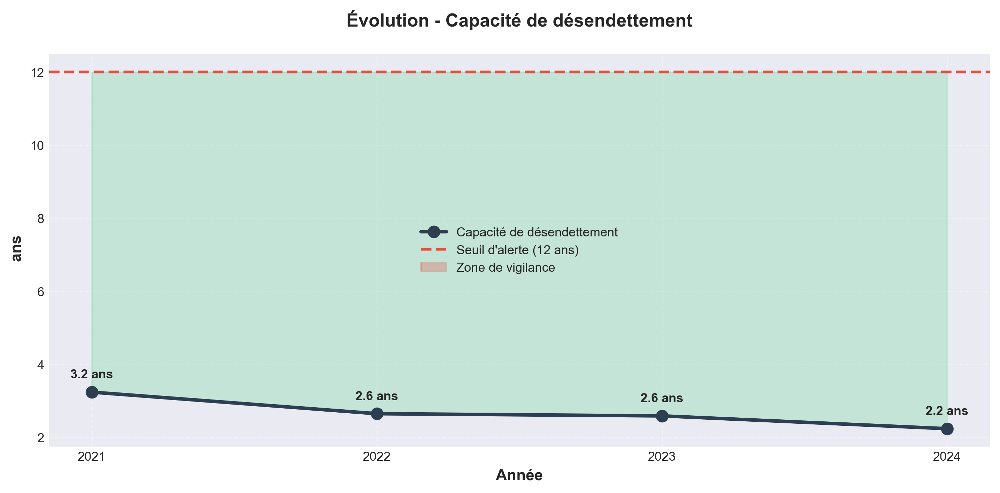 Évolution - Capacité de désendettement
ans
12
10
8
6
4
2
3.2 ans
2.6 ans
2.6 ans
2.2 ans
Capacité de désendettement
Seuil d'alerte (12 ans)
Zone de vigilance
2021
2022
2023
2024
Année